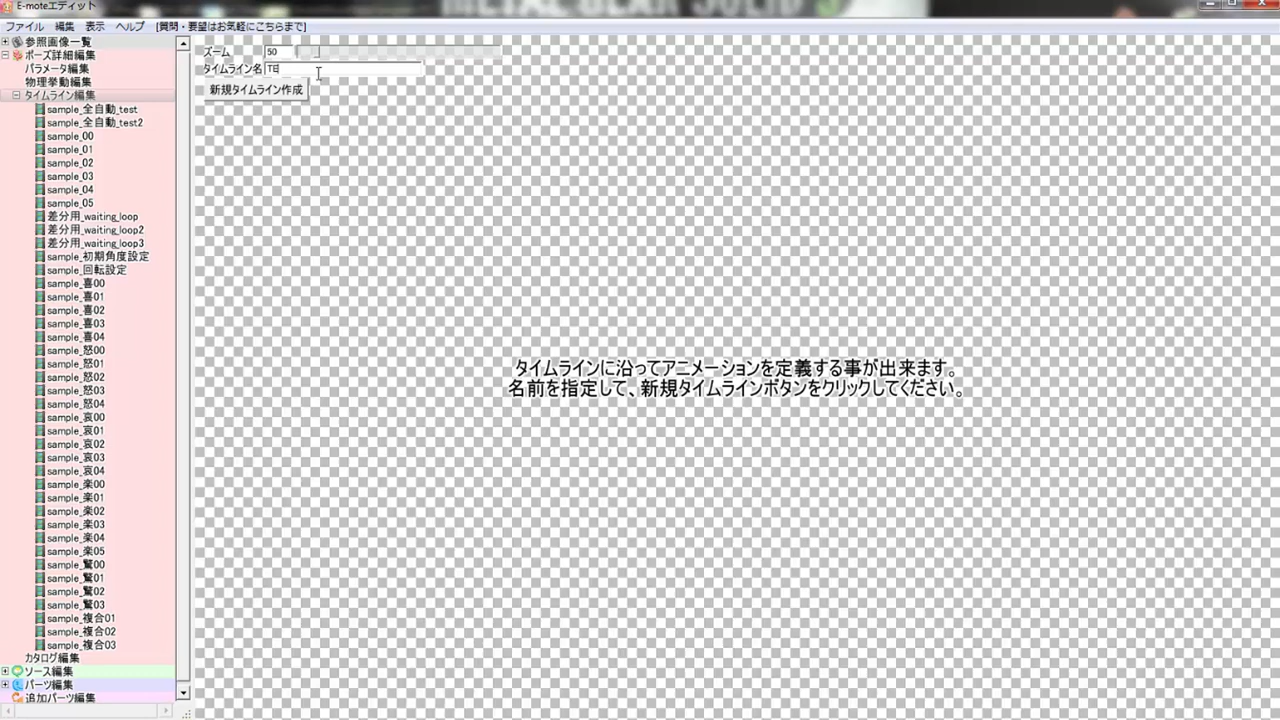 E-moteエディット
ファイル 編集 表示 ヘルプ [質問・要望はお気軽にこちらまで]
参照画像一覧
ポーズ詳細編集
パラメータ編集
物理挙動編集
タイムライン編集
sample_全自動_test
sample_全自動_test2
sample_00
sample_01
sample_02
sample_03
sample_04
sample_05
差分用_waiting_loop
差分用_waiting_loop2
差分用_waiting_loop3
sample_初期角度設定
sample_回転設定
sample_喜00
sample_喜01
sample_喜02
sample_喜03
sample_喜04
sample_怒00
sample_怒01
sample_怒02
sample_怒03
sample_怒04
sample_哀00
sample_哀01
sample_哀02
sample_哀03
sample_哀04
sample_楽00
sample_楽01
sample_楽02
sample_楽03
sample_楽04
sample_楽05
sample_驚00
sample_驚01
sample_驚02
sample_驚03
sample_複合01
sample_複合02
sample_複合03
カタログ編集
ソース編集
パーツ編集
追加パーツ編集
ズーム 50
タイムライン名 TE
新規タイムライン作成
タイムラインに沿ってアニメーションを定義する事が出来ます。
名前を指定して、新規タイムラインボタンをクリックしてください。